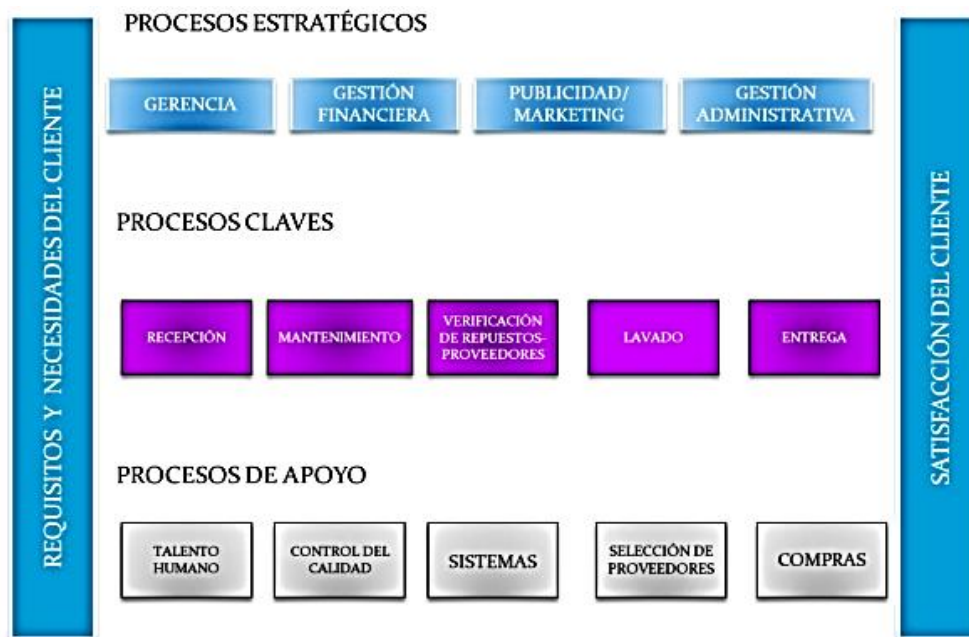 REQUISITOS Y NECESIDADES DEL CLIENTE
PROCESOS ESTRATÉGICOS
GERENCIA
GESTIÓN
FINANCIERA
PUBLICIDAD/
MARKETING
GESTIÓN
ADMINISTRATIVA
PROCESOS CLAVES
RECEPCIÓN
MANTENIMIENTO
VERIFICACIÓN
DE REPUESTOS-
PROVEEDORES
LAVADO
ENTREGA
PROCESOS DE APOYO
TALENTO
HUMANO
CONTROL DEL
CALIDAD
SISTEMAS
SELECCIÓN DE
PROVEEDORES
COMPRAS
SATISFACCIÓN DEL CLIENTE